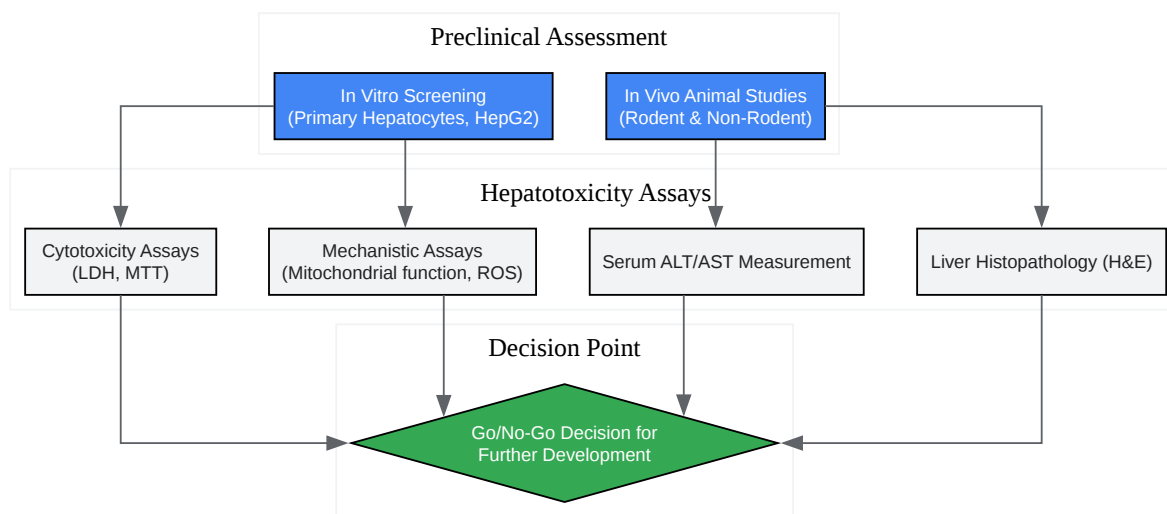 Preclinical Assessment
In Vitro Screening
(Primary Hepatocytes, HepG2)
In Vivo Animal Studies
(Rodent & Non-Rodent)
Hepatotoxicity Assays
Cytotoxicity Assays
(LDH, MTT)
Mechanistic Assays
(Mitochondrial function, ROS)
Serum ALT/AST Measurement
Liver Histopathology (H&E)
Decision Point
Go/No-Go Decision for
Further Development